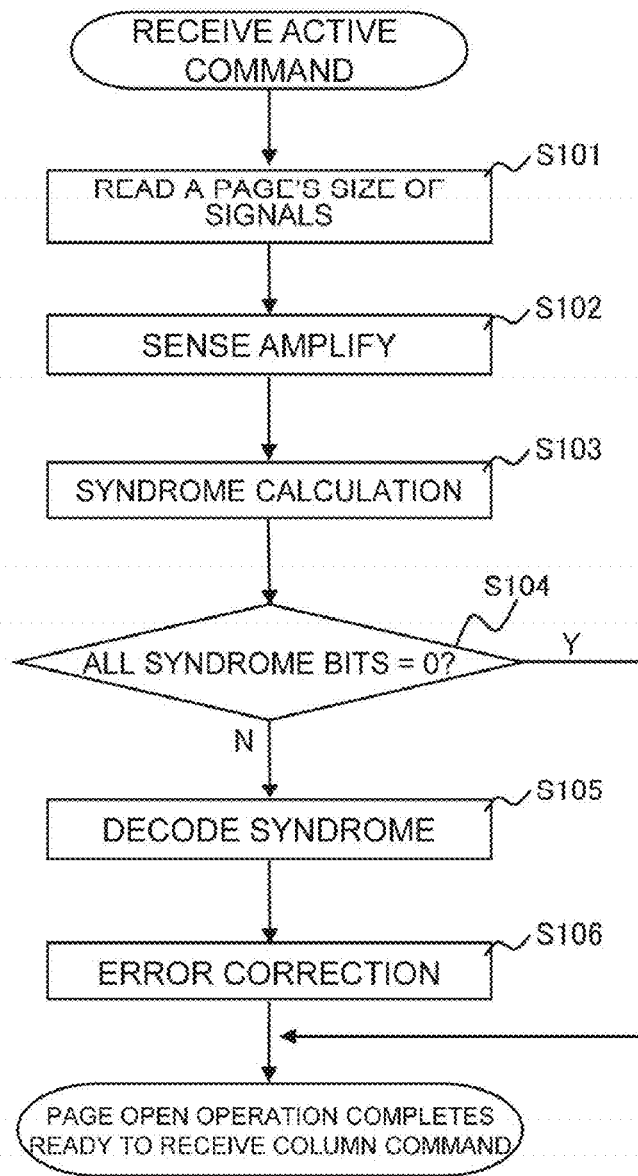 RECEIVE ACTIVE
COMMAND
S101
READ A PAGE'S SIZE OF
SIGNALS
S102
SENSE AMPLIFY
S103
SYNDROME CALCULATION
S104
ALL SYNDROME BITS = 0?
Y
N
S105
DECODE SYNDROME
S106
ERROR CORRECTION
PAGE OPEN OPERATION COMPLETES
READY TO RECEIVE COLUMN COMMAND